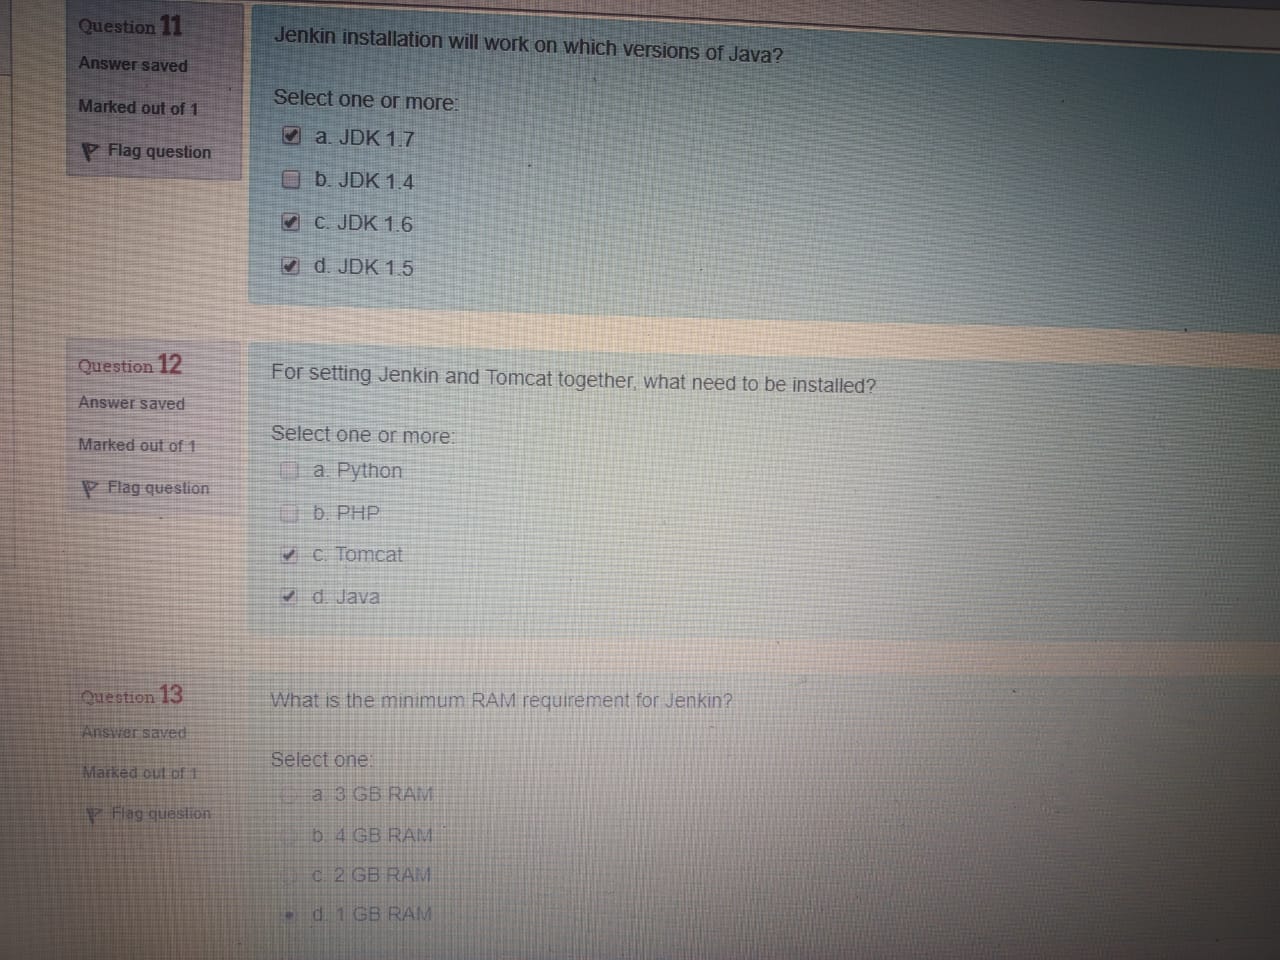 Question 11
Answer saved
Marked out of 1
Flag question
Jenkin installation will work on which versions of Java?
Select one or more:
a. JDK 1.7
b. JDK 1.4
c. JDK 1.6
d. JDK 1.5
Question 12
Answer saved
Marked out of 1
Flag question
For setting Jenkin and Tomcat together, what need to be installed?
Select one or more:
a. Python
b. PHP
c. Tomcat
d. Java
Question 13
Answer saved
Marked out of 1
Flag question
What is the minimum RAM requirement for Jenkin?
Select one:
a. 3 GB RAM
b. 4 GB RAM
c. 2 GB RAM
d. 1 GB RAM